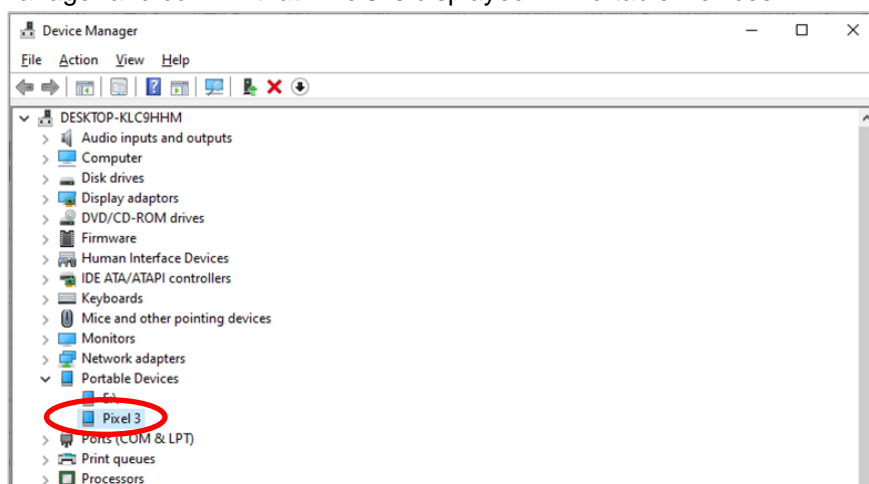 Device Manager
File Action View Help
DESKTOP-KLC9HHM
Audio inputs and outputs
Computer
Disk drives
Display adaptors
DVD/CD-ROM drives
Firmware
Human Interface Devices
IDE ATA/ATAPI controllers
Keyboards
Mice and other pointing devices
Monitors
Network adapters
Portable Devices
E:\
Pixel 3
Ports (COM & LPT)
Print queues
Processors